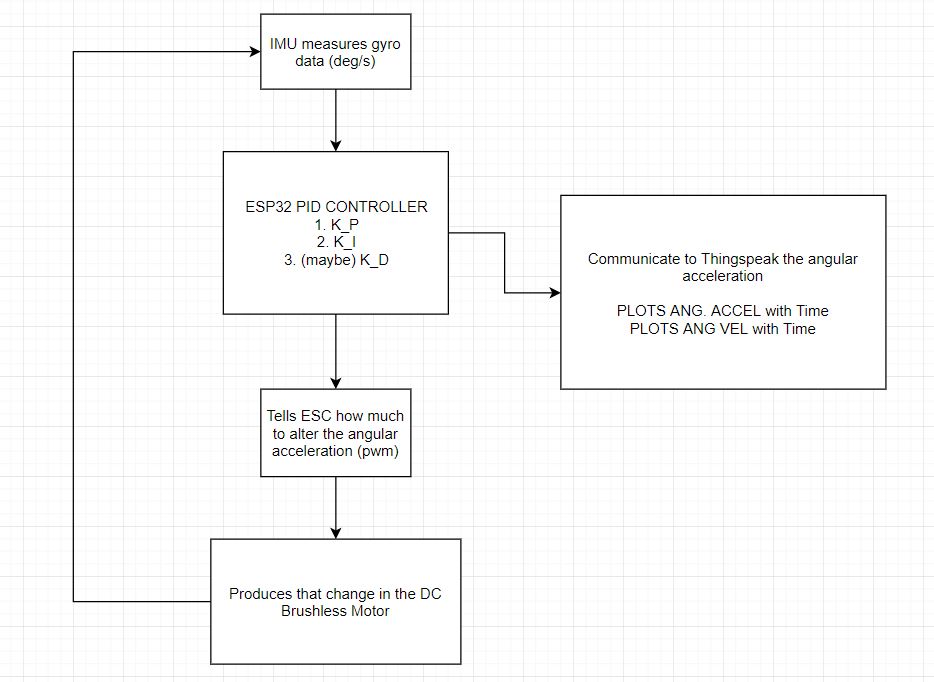 IMU measures gyro
data (deg/s)
ESP32 PID CONTROLLER
1. K_P
2. K_I
3. (maybe) K_D
Communicate to Thingspeak the angular
acceleration
PLOTS ANG. ACCEL with Time
PLOTS ANG VEL with Time
Tells ESC how much
to alter the angular
acceleration (pwm)
Produces that change in the DC
Brushless Motor